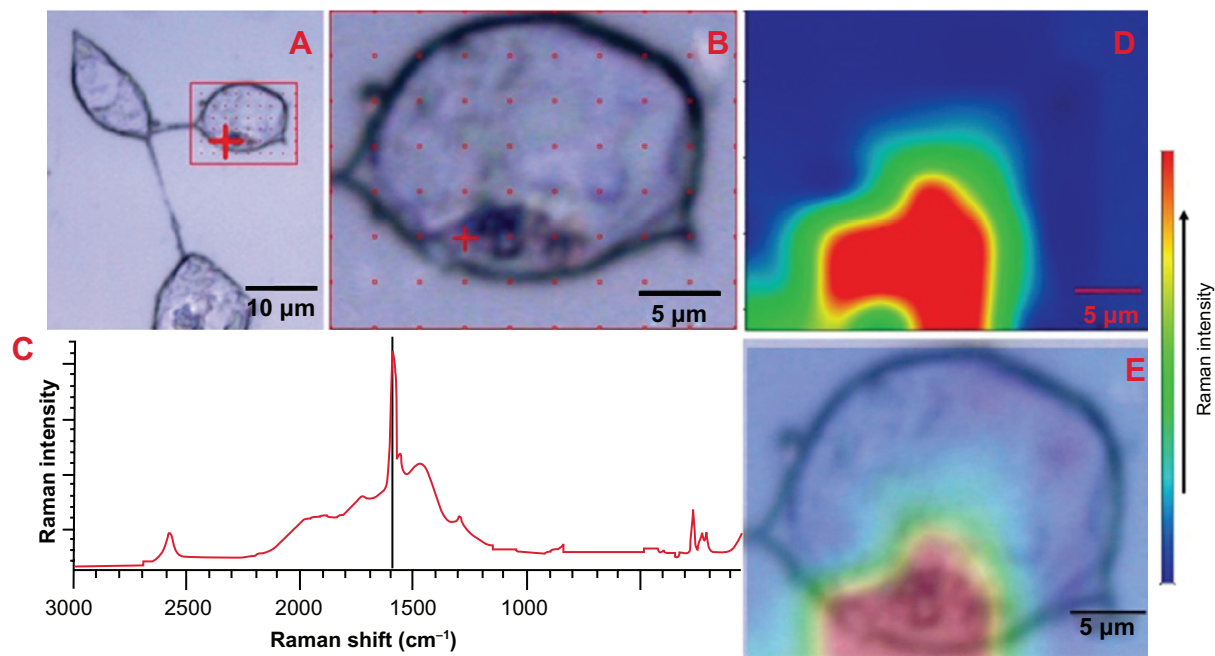 A
10 µm
B
5 µm
D
5 µm
Raman intensity
C
Raman intensity
3000
2500
2000
1500
1000
Raman shift (cm⁻¹)
E
5 µm